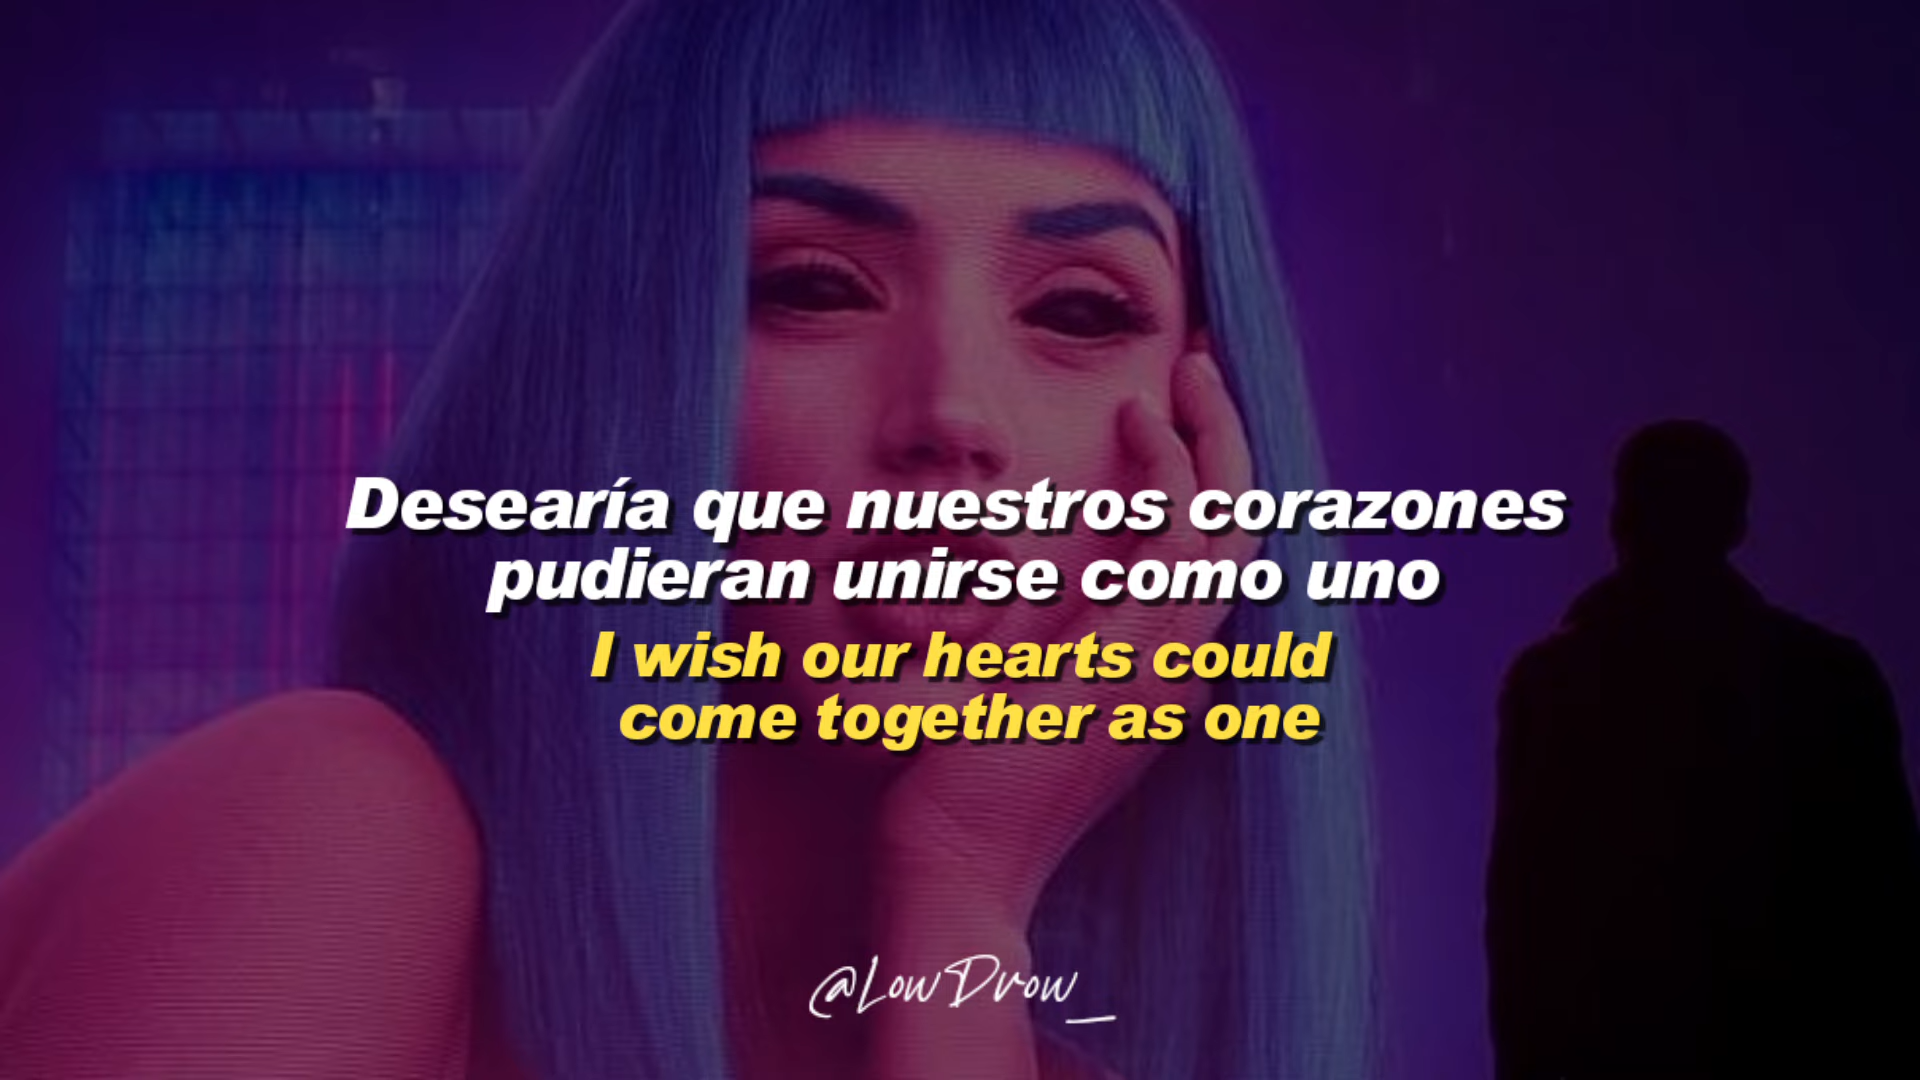 Desearía que nuestros corazones
pudieran unirse como uno
I wish our hearts could
come together as one
@LowDrow_